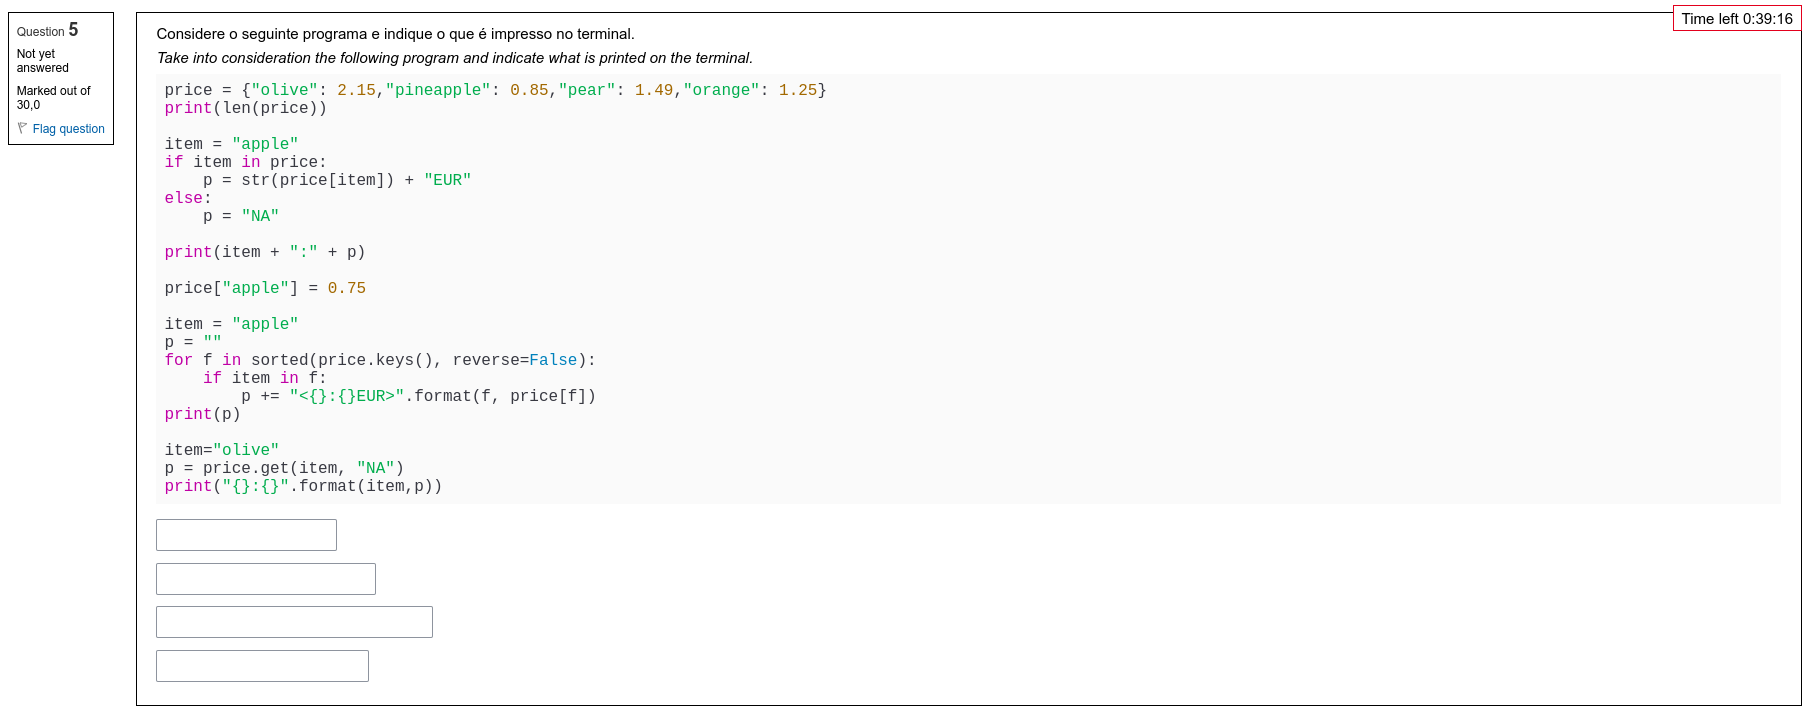 Question 5
Not yet
answered
Marked out of
30,0
Flag question
Time left 0:39:16
Considere o seguinte programa e indique o que é impresso no terminal.
Take into consideration the following program and indicate what is printed on the terminal.
price = {"olive": 2.15,"pineapple": 0.85,"pear": 1.49,"orange": 1.25}
print(len(price))
item = "apple"
if item in price:
    p = str(price[item]) + "EUR"
else:
    p = "NA"
print(item + ":" + p)
price["apple"] = 0.75
item = "apple"
p = ""
for f in sorted(price.keys(), reverse=False):
    if item in f:
        p += "<{}:{}EUR>".format(f, price[f])
print(p)
item="olive"
p = price.get(item, "NA")
print("{}:{}".format(item,p))